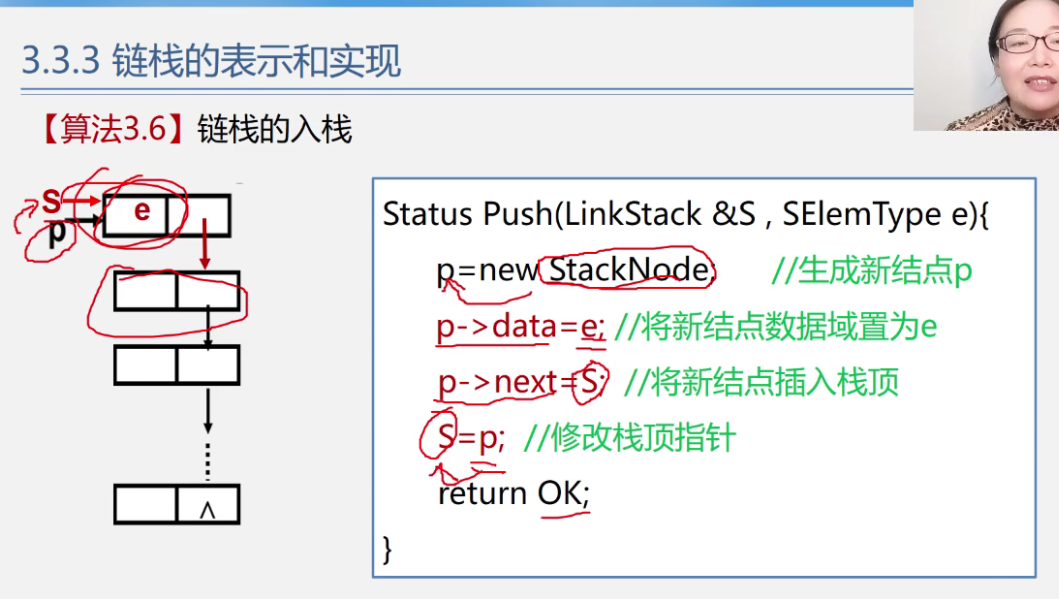 3.3.3 链栈的表示和实现
【算法3.6】链栈的入栈
S
p
e
∧
Status Push(LinkStack &S , SElemType e){
p=new StackNode; //生成新结点p
p->data=e; //将新结点数据域置为e
p->next=S; //将新结点插入栈顶
S=p; //修改栈顶指针
return OK;
}